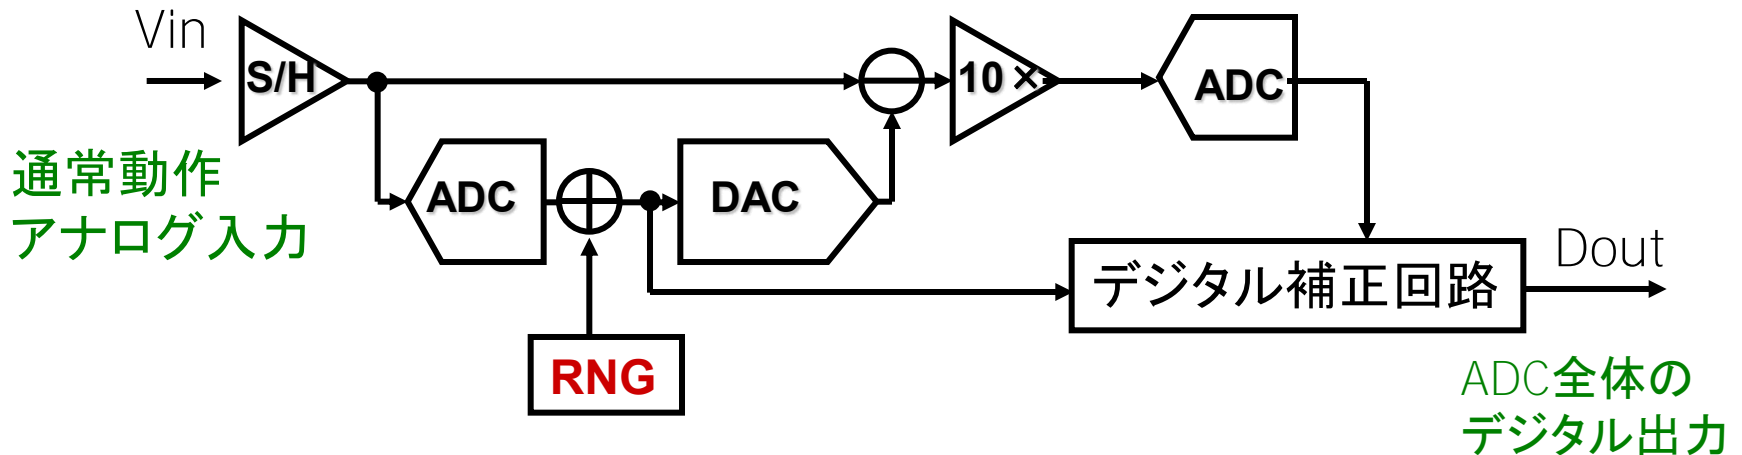 Vin
S/H
10 ×
ADC
通常動作
アナログ入力
ADC
DAC
RNG
デジタル補正回路
Dout
ADC全体の
デジタル出力